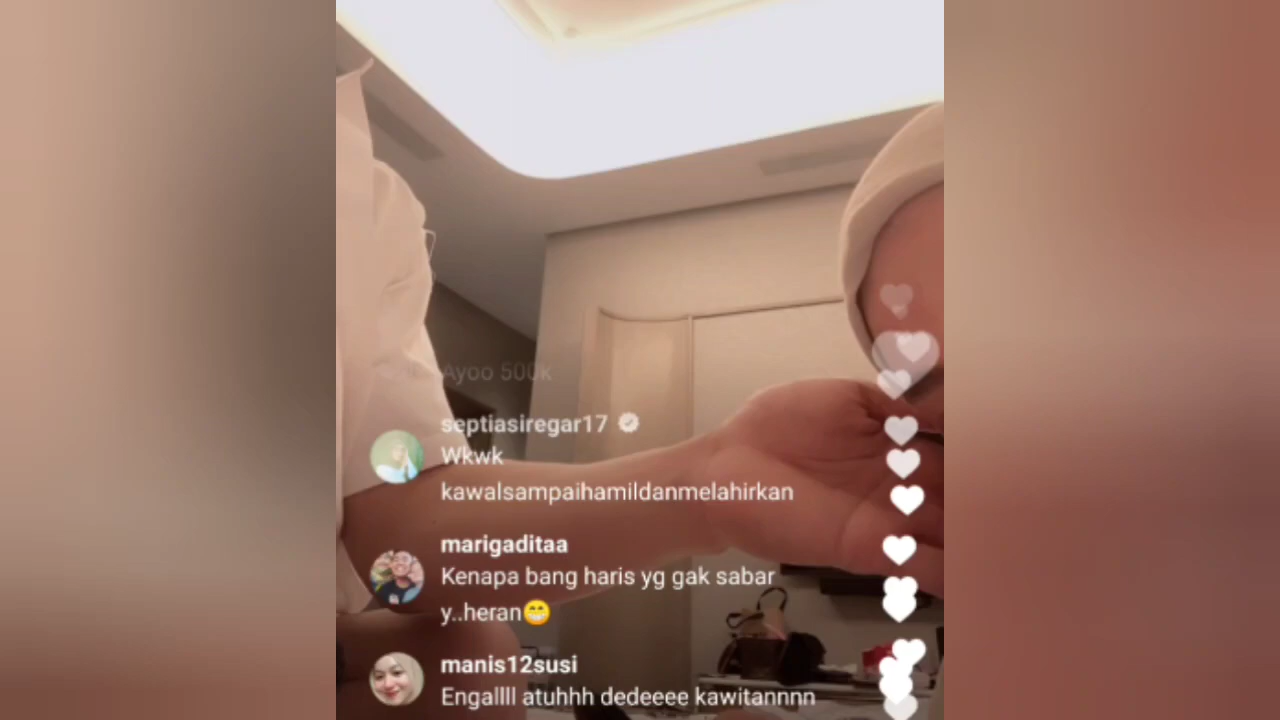 Ayoo 500k
septiasiregar17
Wkwk
kawalsampaihamildanmelahirkan
marigaditaa
Kenapa bang haris yg gak sabar
y..heran😁
manis12susi
Engallll atuhhh dedeeee kawitannnn